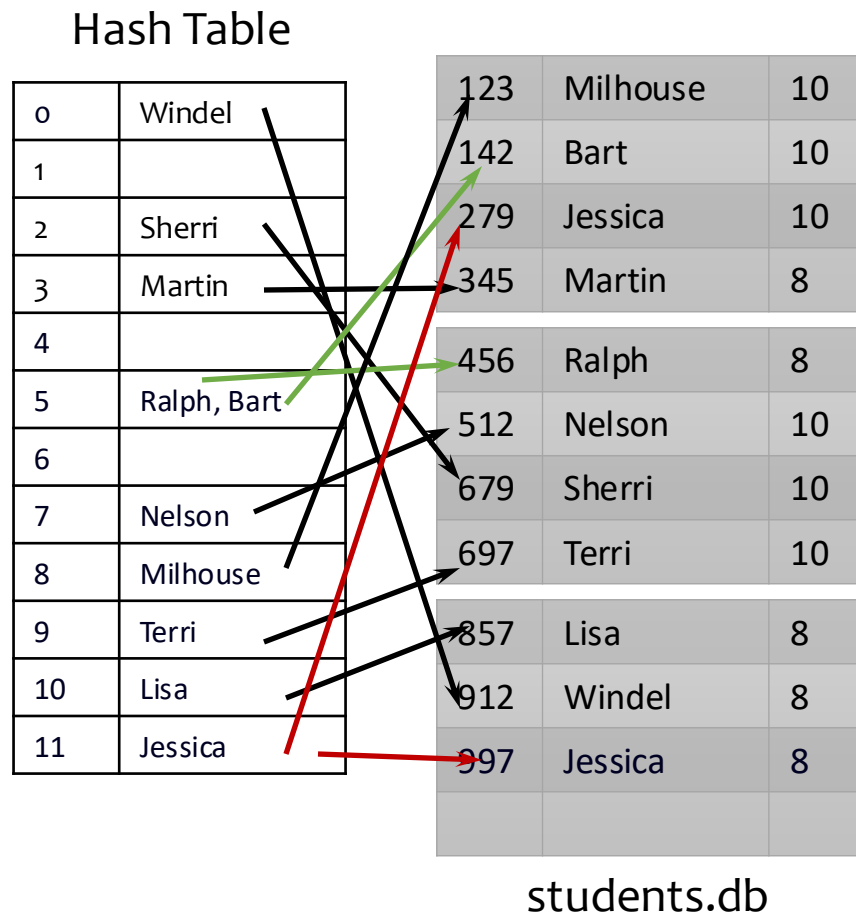 Hash Table
0 Windel
1
2 Sherri
3 Martin
4
5 Ralph, Bart
6
7 Nelson
8 Milhouse
9 Terri
10 Lisa
11 Jessica
123 Milhouse 10
142 Bart 10
279 Jessica 10
345 Martin 8
456 Ralph 8
512 Nelson 10
679 Sherri 10
697 Terri 10
857 Lisa 8
912 Windel 8
997 Jessica 8
students.db